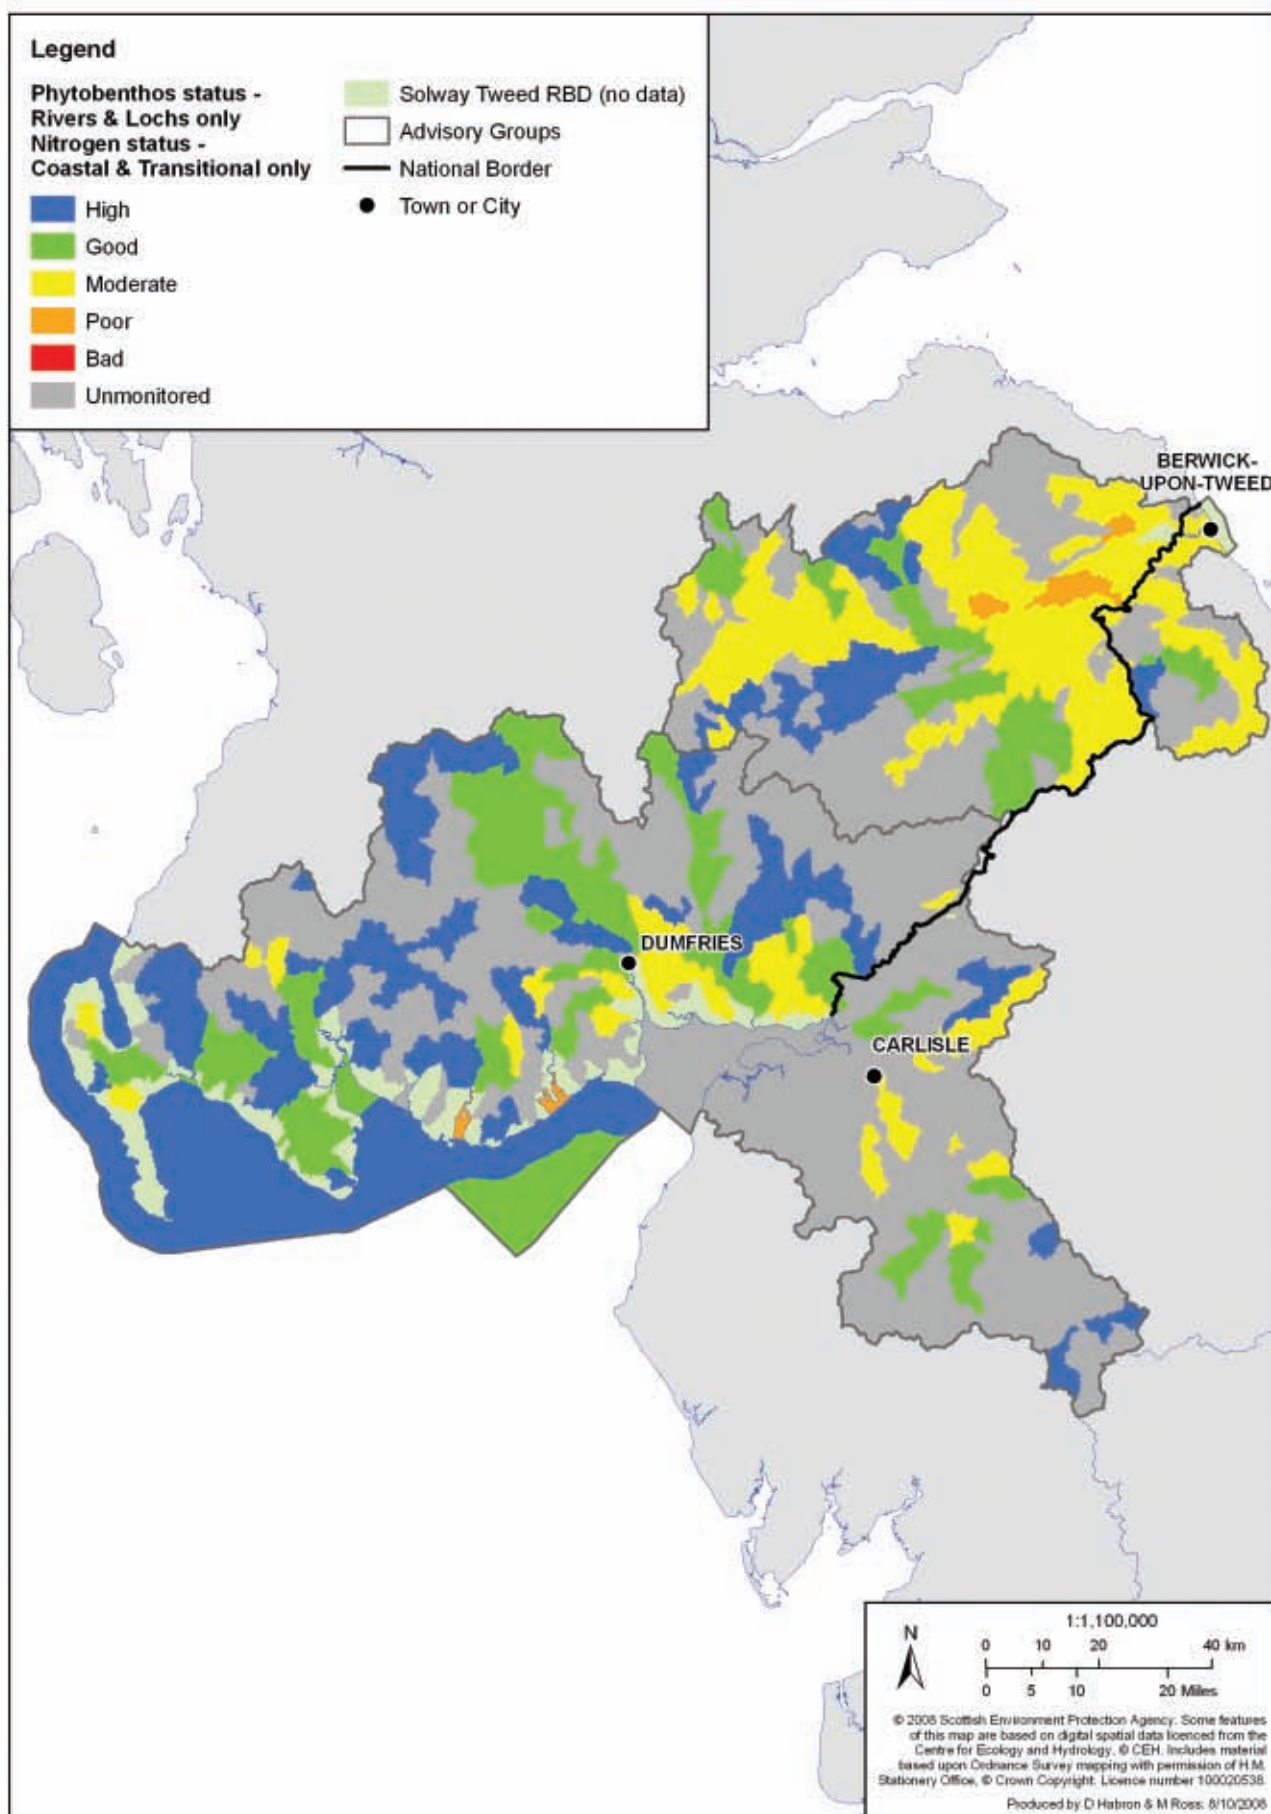 Legend
Phytobenthos status -
Rivers & Lochs only
Nitrogen status -
Coastal & Transitional only
High
Good
Moderate
Poor
Bad
Unmonitored
Solway Tweed RBD (no data)
Advisory Groups
National Border
Town or City
BERWICK-
UPON-TWEED
DUMFRIES
CARLISLE
N
1:1,100,000
0 10 20 40 km
0 5 10 20 Miles
© 2008 Scottish Environment Protection Agency. Some features
of this map are based on digital spatial data licenced from the
Centre for Ecology and Hydrology, © CEH. Includes material
based upon Ordnance Survey mapping with permission of H.M.
Stationery Office, © Crown Copyright. Licence number 100020538.
Produced by D Habron & M Ross: 8/10/2008